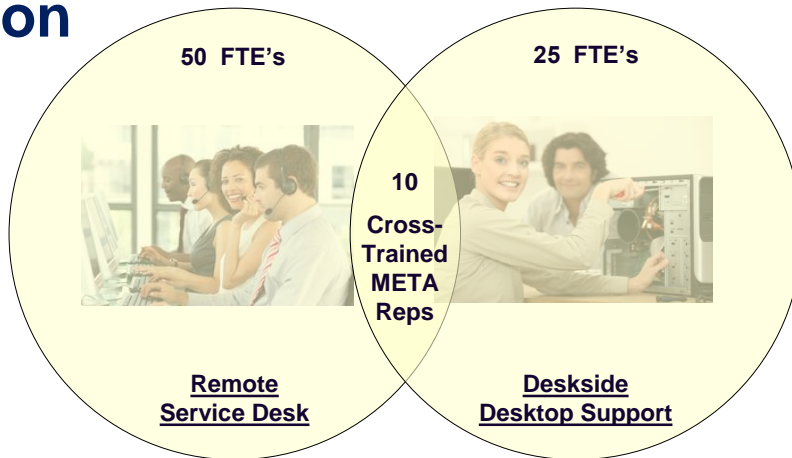 on
50 FTE's
25 FTE's
10
Cross-
Trained
META
Reps
Remote
Service Desk
Deskside
Desktop Support